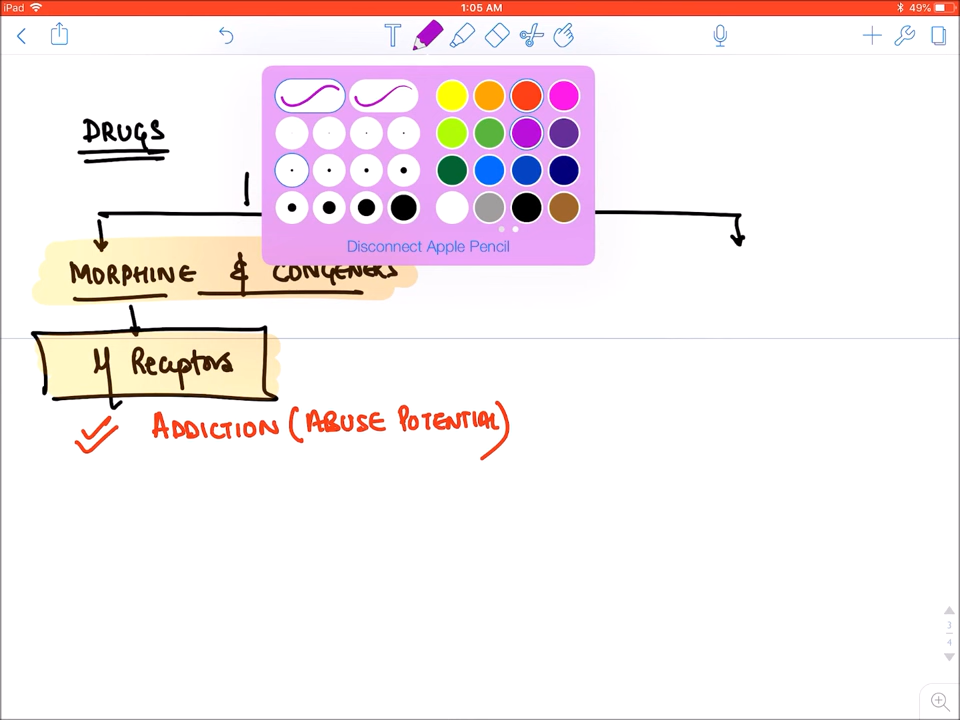 iPad 1:05 AM 49%
T
DRUGS
Disconnect Apple Pencil
MORPHINE & CONGENERS
μ Receptors
ADDICTION (ABUSE POTENTIAL)
3
4